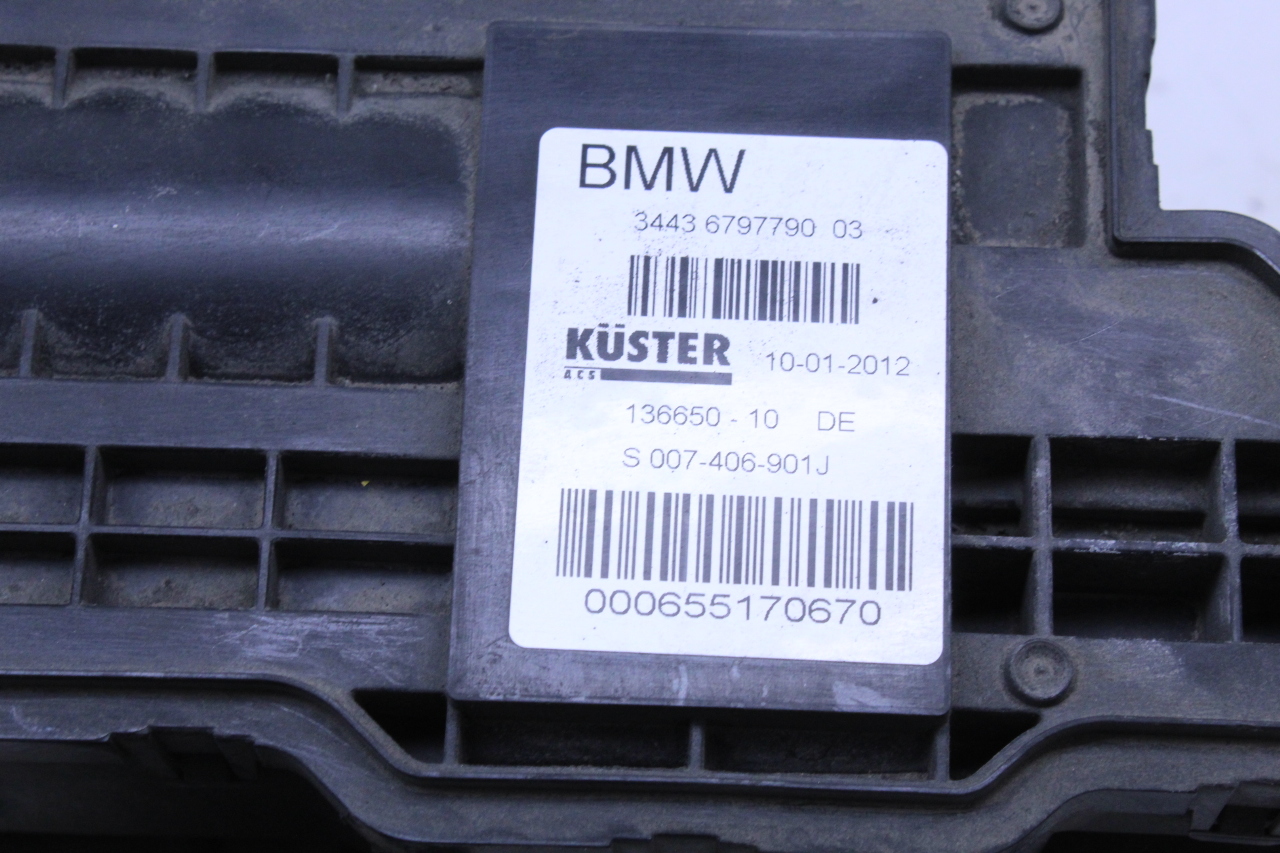 BMW
3443 6797790 03
KÜSTER 10-01-2012
ACS
136650 - 10 DE
S 007-406-901J
000655170670